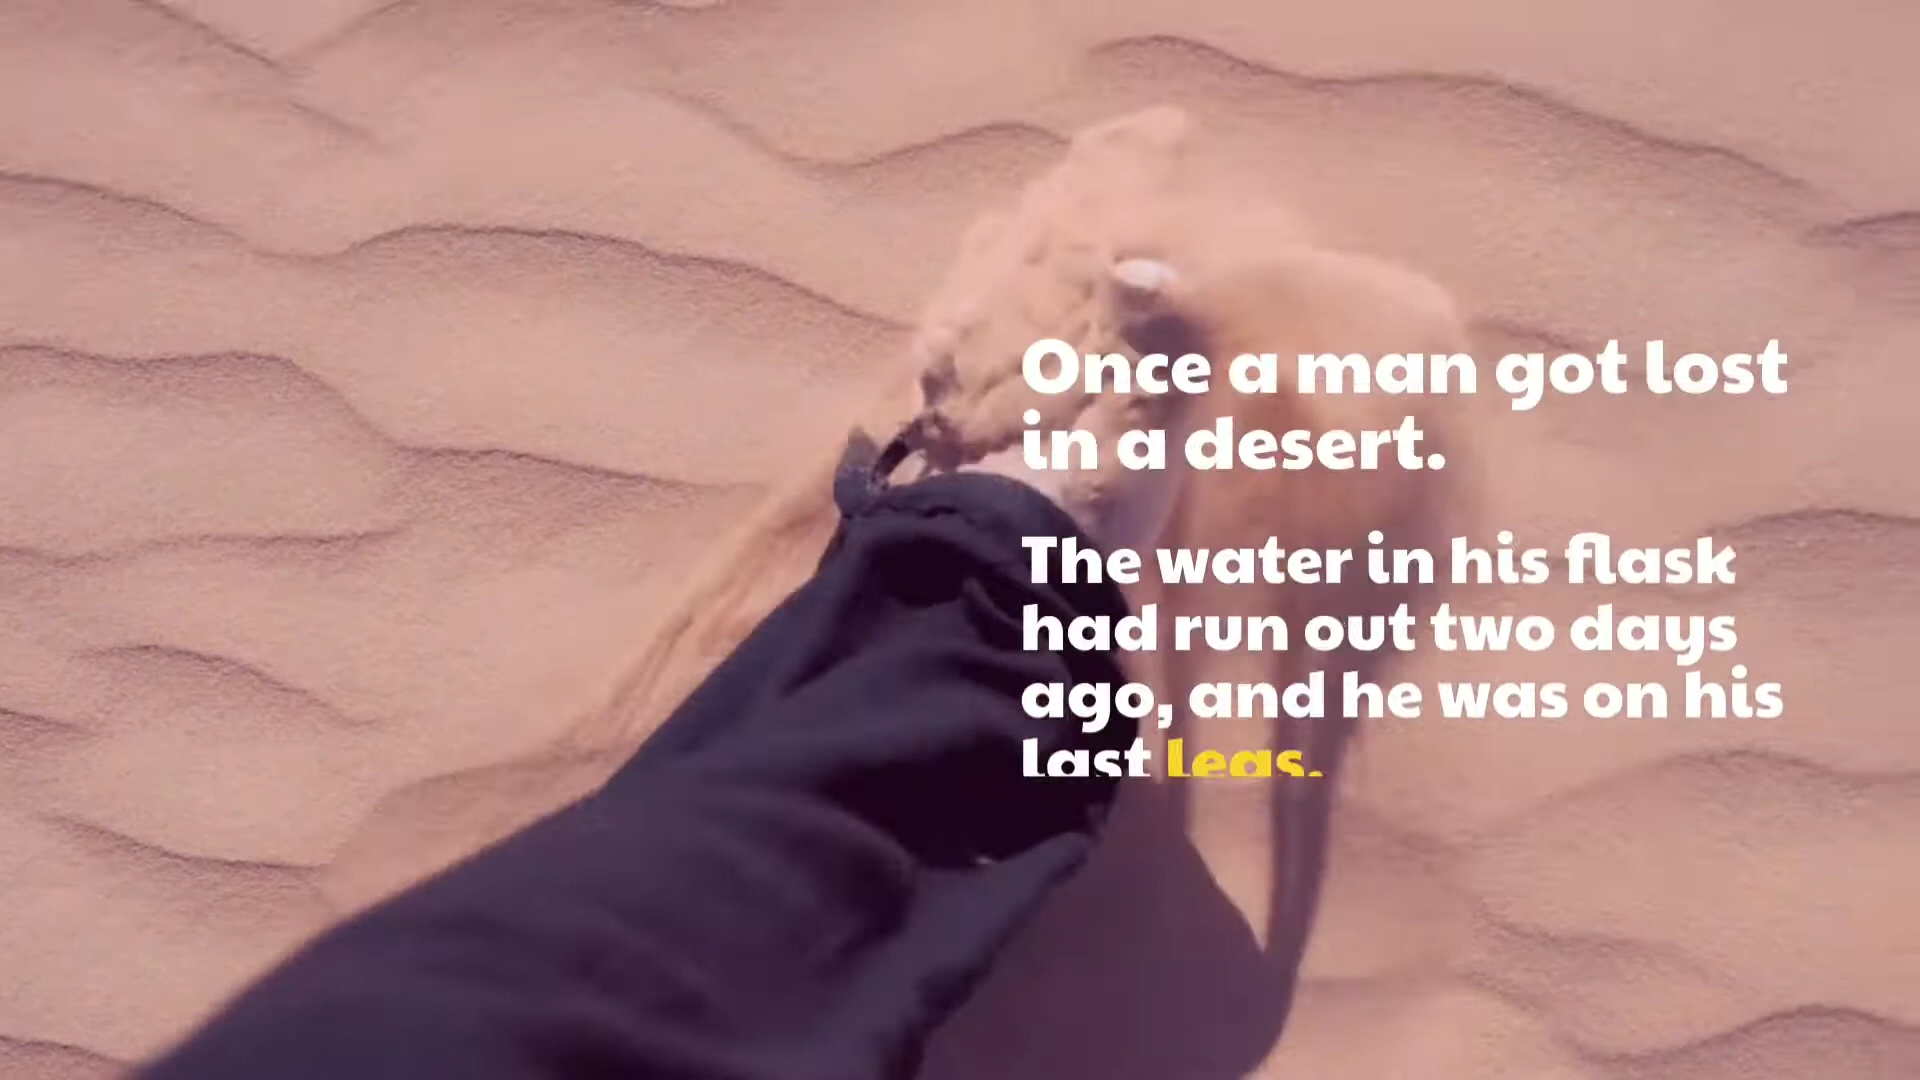 Once a man got lost
in a desert.
The water in his flask
had run out two days
ago, and he was on his
last legs.